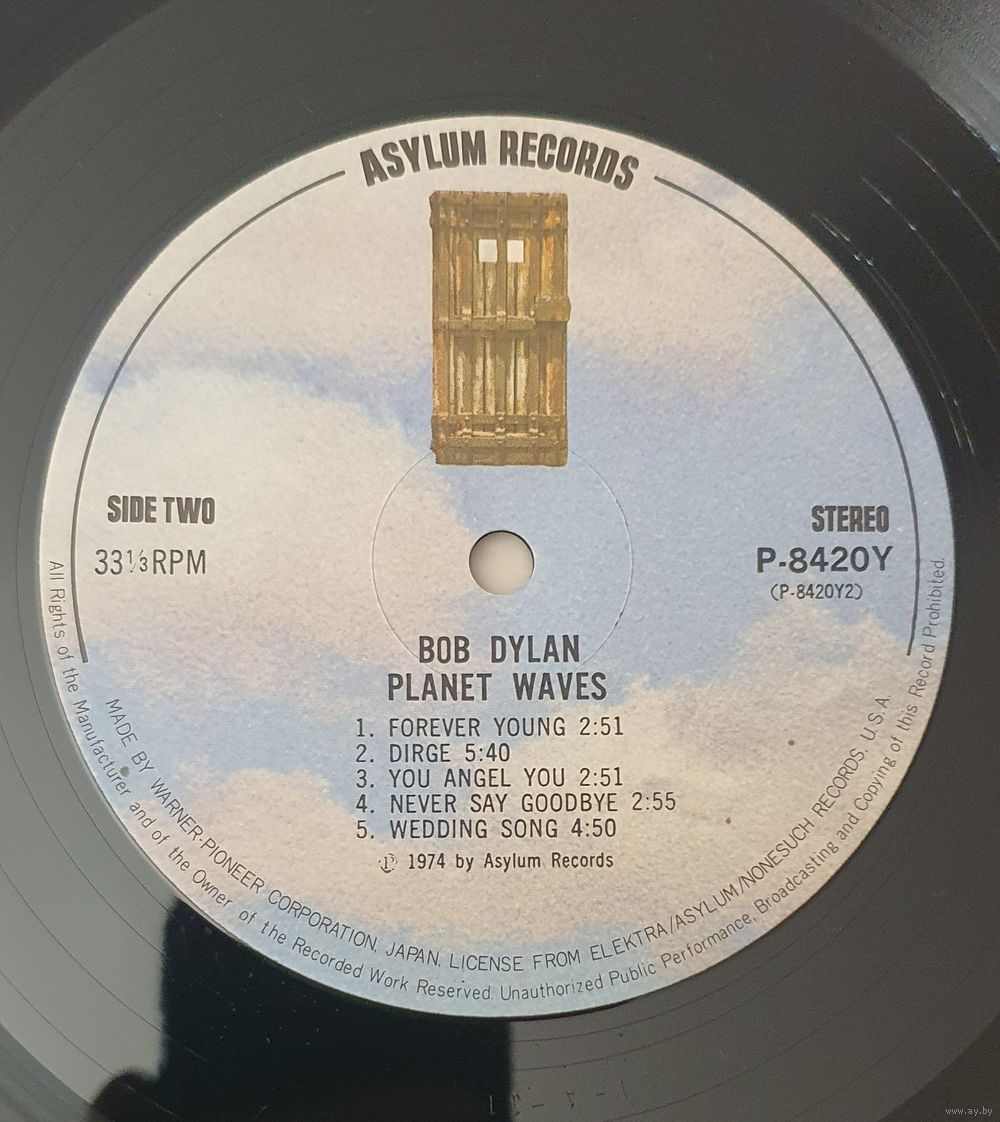 ASYLUM RECORDS
SIDE TWO
33⅓RPM
STEREO
P-8420Y
(P-8420Y2)
BOB DYLAN
PLANET WAVES
1. FOREVER YOUNG 2:51
2. DIRGE 5:40
3. YOU ANGEL YOU 2:51
4. NEVER SAY GOODBYE 2:55
5. WEDDING SONG 4:50
℗ 1974 by Asylum Records
MADE BY WARNER-PIONEER CORPORATION, JAPAN, LICENSE FROM ELEKTRA/ASYLUM/NONESUCH RECORDS. U.S.A.
All Rights of the Manufacturer and of the Owner of the Recorded Work Reserved. Unauthorized Public Performance, Broadcasting and Copying of this Record Prohibited.
www.ay.by